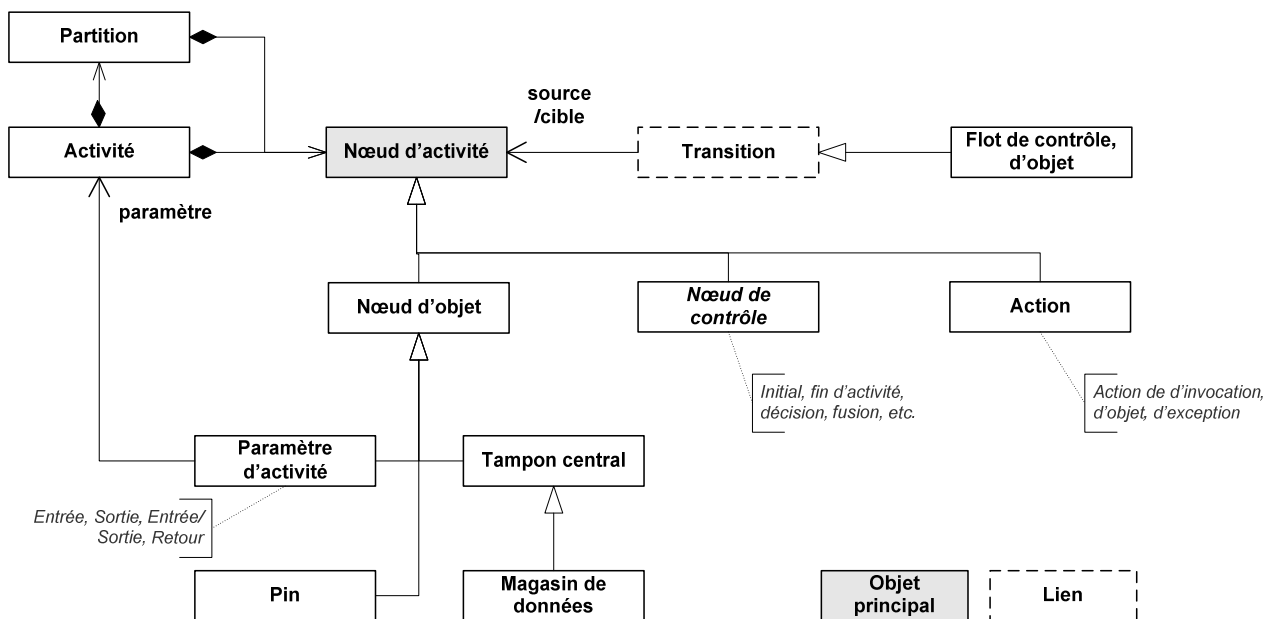 Partition
source
/cible
Activité
Nœud d'activité
Transition
Flot de contrôle,
d'objet
paramètre
Nœud d'objet
Nœud de
contrôle
Action
Initial, fin d'activité,
décision, fusion, etc.
Action de d'invocation,
d'objet, d'exception
Paramètre
d'activité
Tampon central
Entrée, Sortie, Entrée/
Sortie, Retour
Pin
Magasin de
données
Objet
principal
Lien